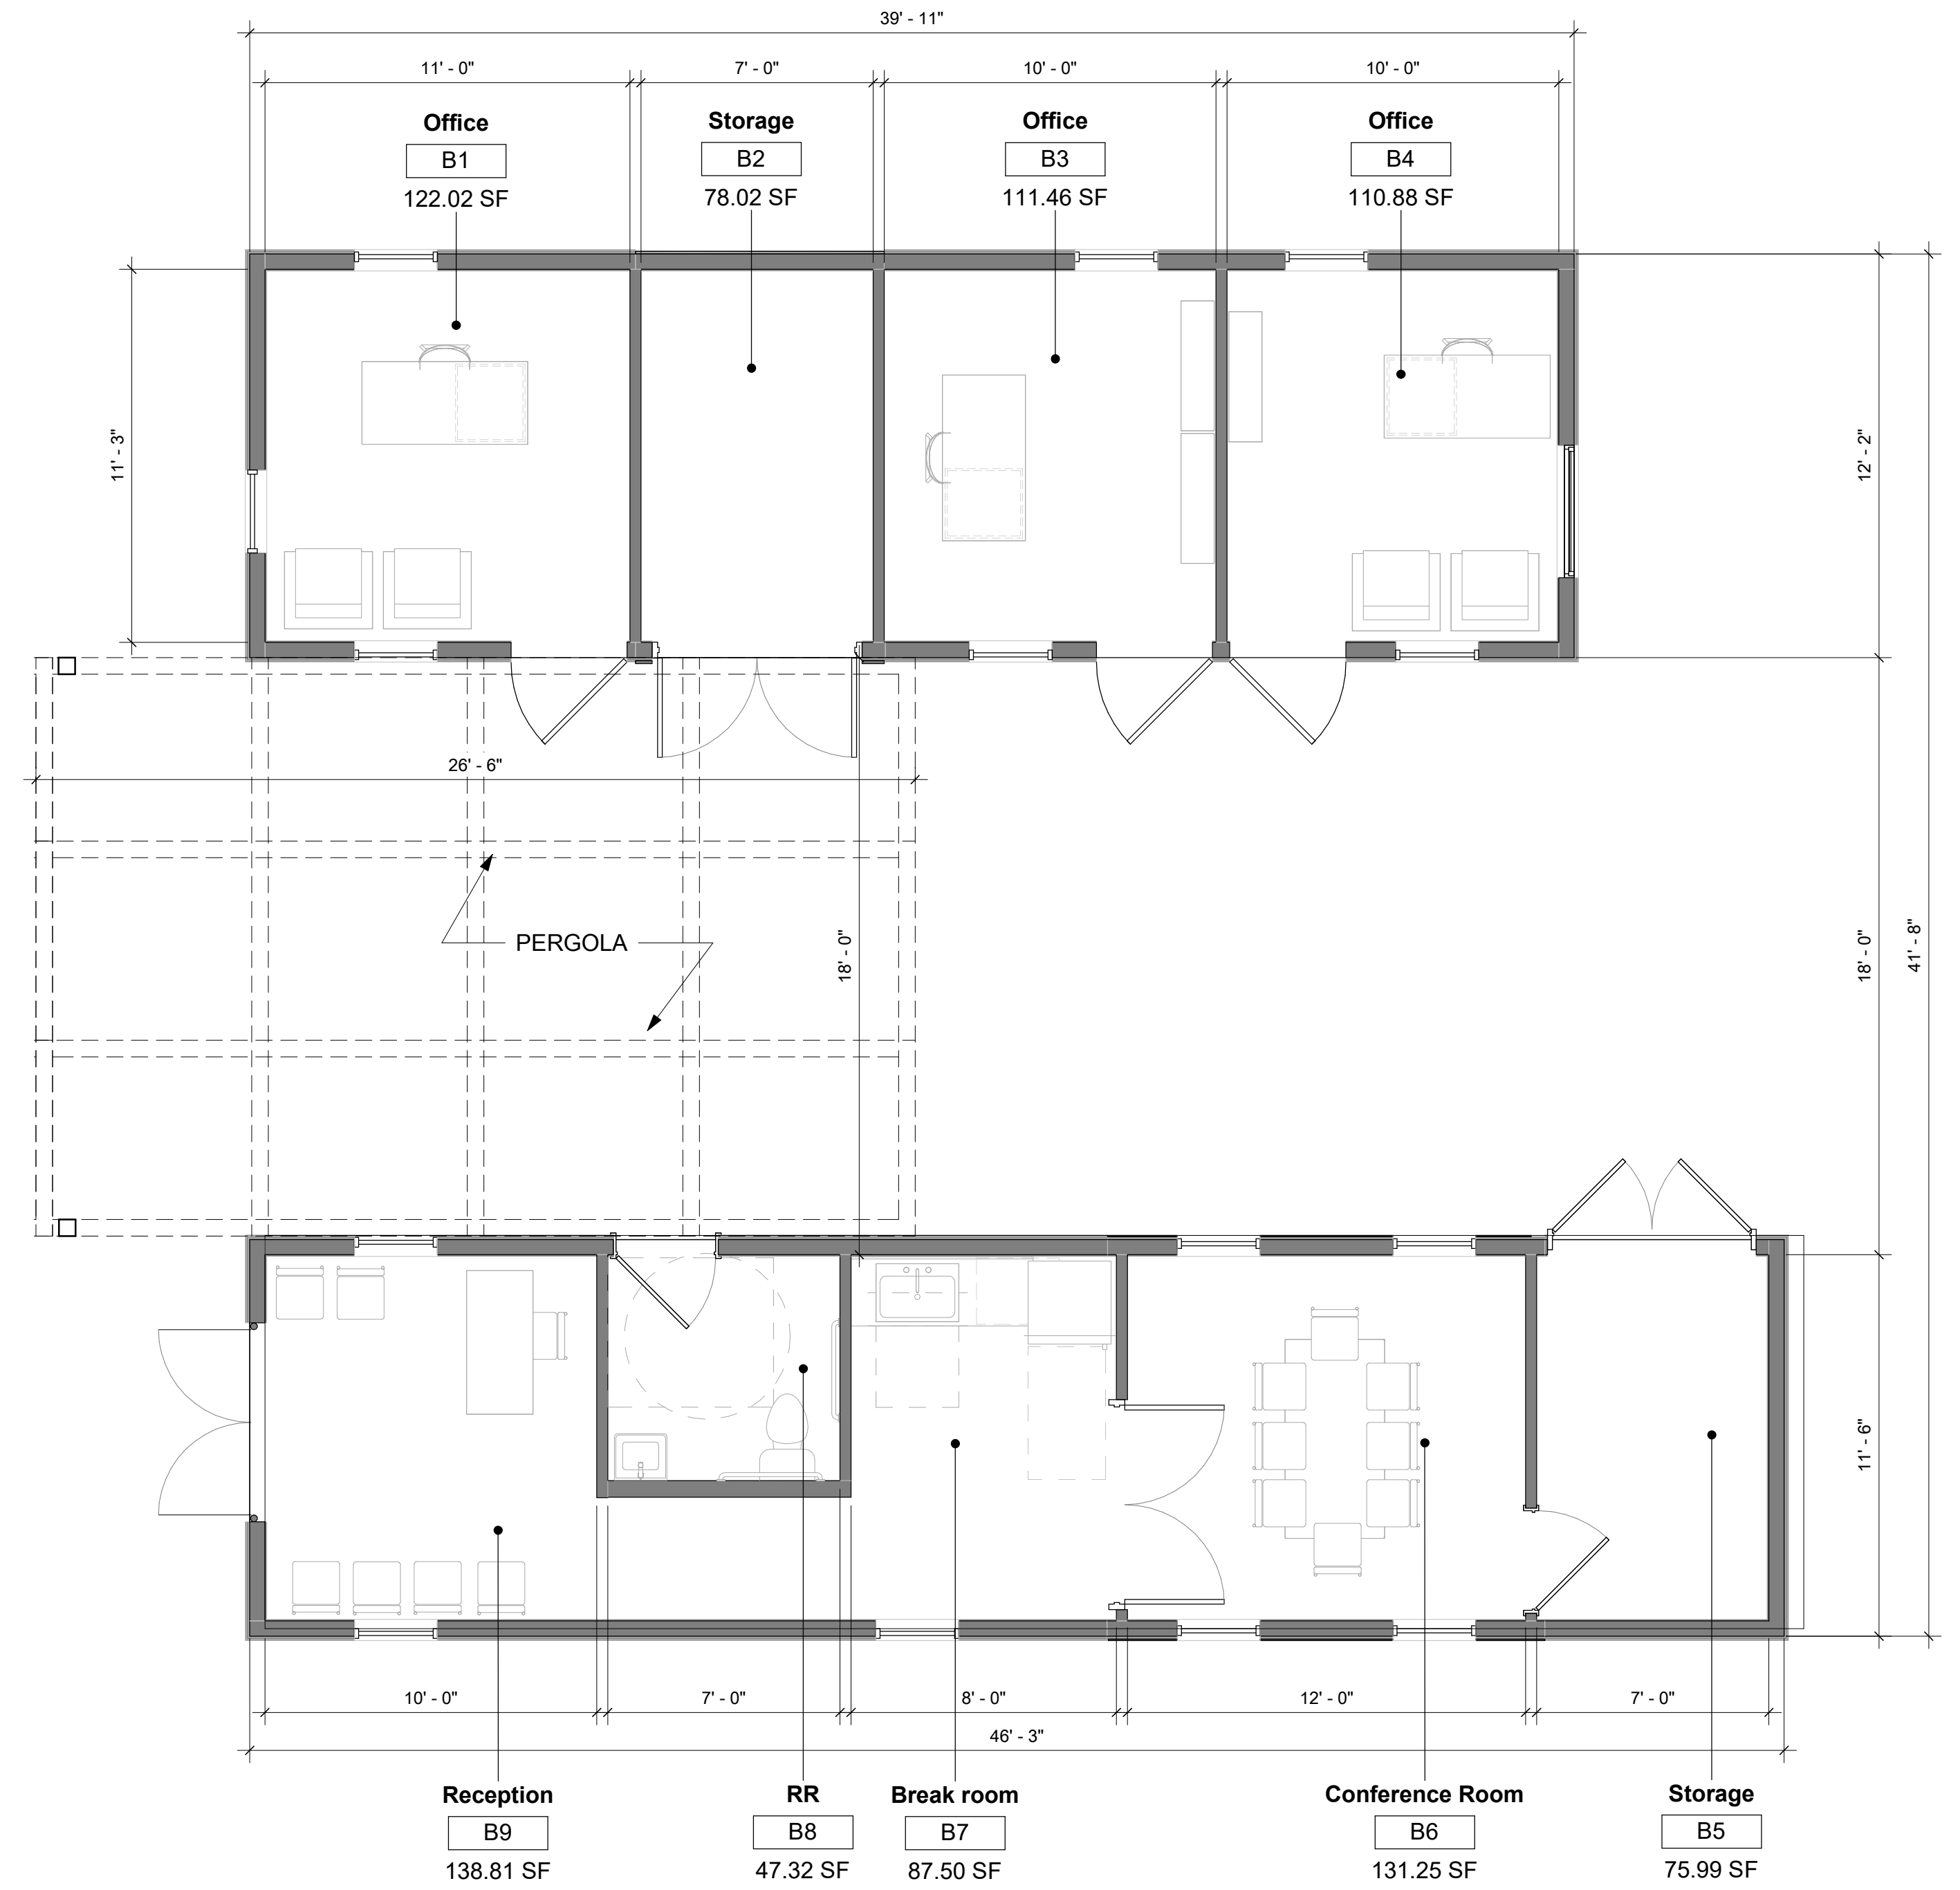 39' - 11"
11' - 0"
7' - 0"
10' - 0"
10' - 0"
Office
B1
122.02 SF
Storage
B2
78.02 SF
Office
B3
111.46 SF
Office
B4
110.88 SF
11' - 3"
12' - 2"
26' - 6"
PERGOLA
18' - 0"
18' - 0"
41' - 8"
11' - 6"
10' - 0"
7' - 0"
8' - 0"
12' - 0"
7' - 0"
46' - 3"
Reception
B9
138.81 SF
RR
B8
47.32 SF
Break room
B7
87.50 SF
Conference Room
B6
131.25 SF
Storage
B5
75.99 SF